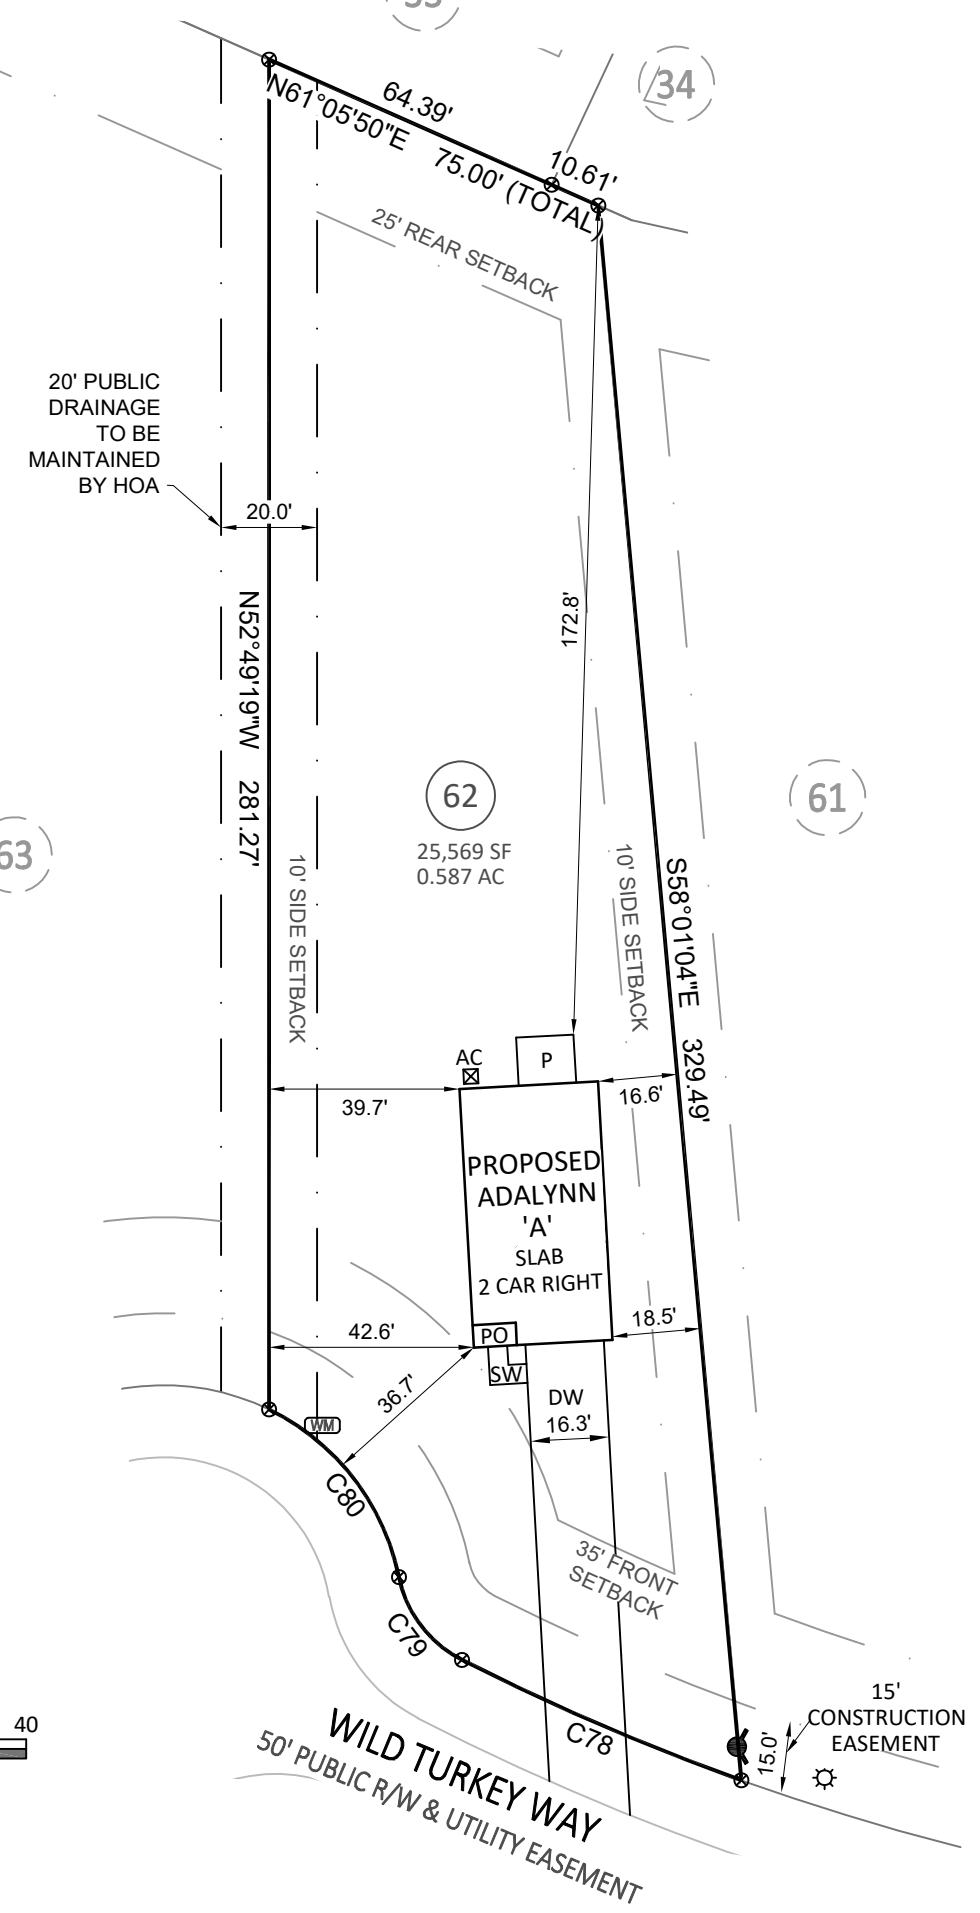 34
64.39'
10.61'
N61°05'50"E 75.00' (TOTAL)
25' REAR SETBACK
20' PUBLIC
DRAINAGE
TO BE
MAINTAINED
BY HOA
20.0'
172.8'
N52°49'19"W 281.27'
62
25,569 SF
0.587 AC
61
63
10' SIDE SETBACK
10' SIDE SETBACK
S58°01'04"E 329.49'
AC
P
39.7'
16.6'
PROPOSED
ADALYNN
'A'
SLAB
2 CAR RIGHT
42.6'
PO
18.5'
SW
36.7'
DW
16.3'
WM
C80
35' FRONT
SETBACK
C79
C78
15'
CONSTRUCTION
EASEMENT
15.0'
40
WILD TURKEY WAY
50' PUBLIC R/W & UTILITY EASEMENT